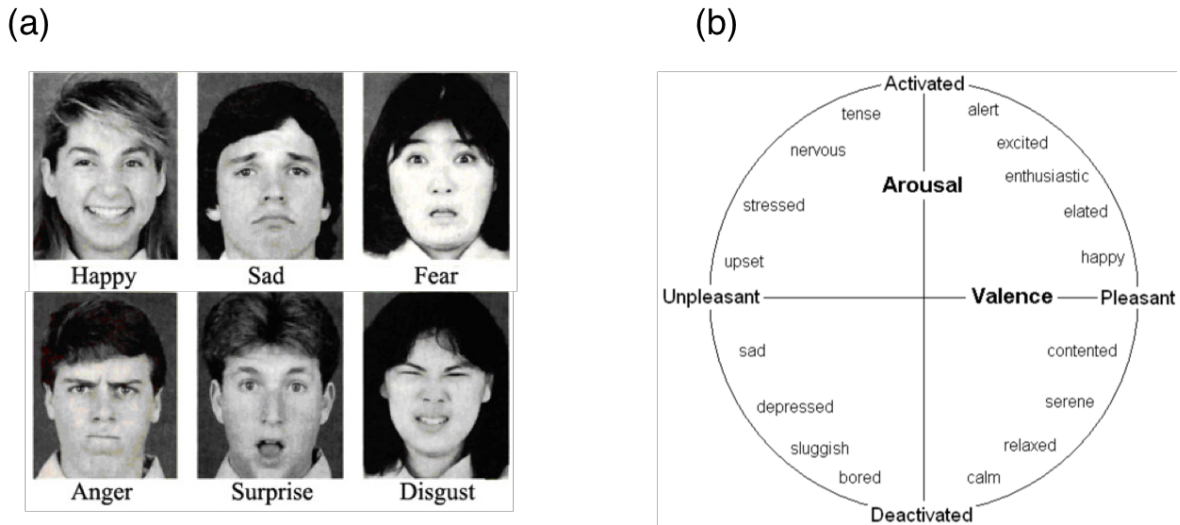 (a)
Happy Sad Fear
Anger Surprise Disgust
(b)
Activated
tense alert
nervous excited
enthusiastic
Arousal
stressed elated
upset happy
Unpleasant Valence Pleasant
sad contented
depressed serene
sluggish relaxed
bored calm
Deactivated